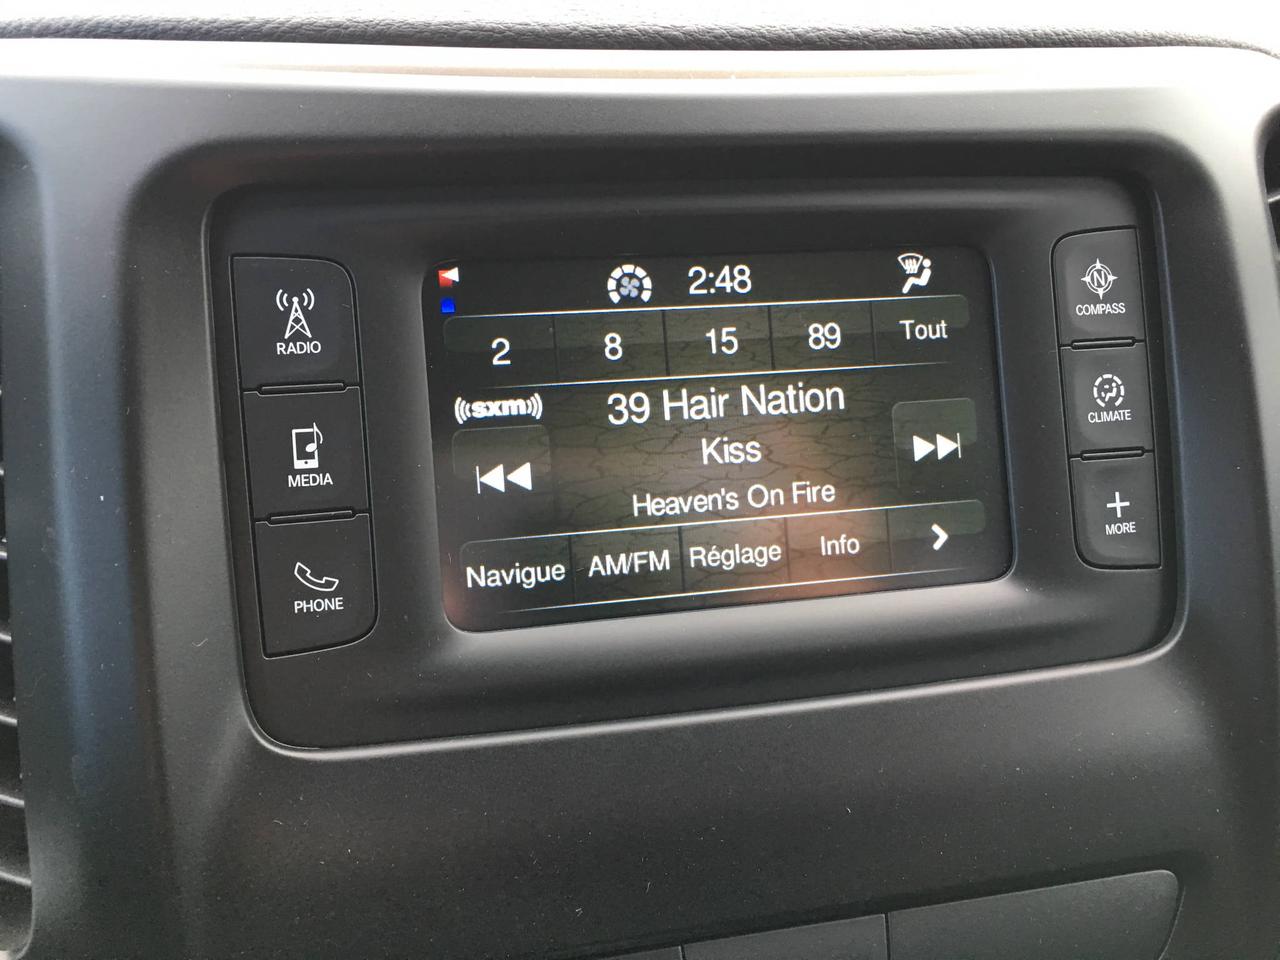 2:48
2 8 15 89 Tout
sxm
39 Hair Nation
Kiss
Heaven's On Fire
Navigue AM/FM Réglage Info
RADIO
MEDIA
PHONE
N
COMPASS
CLIMATE
MORE